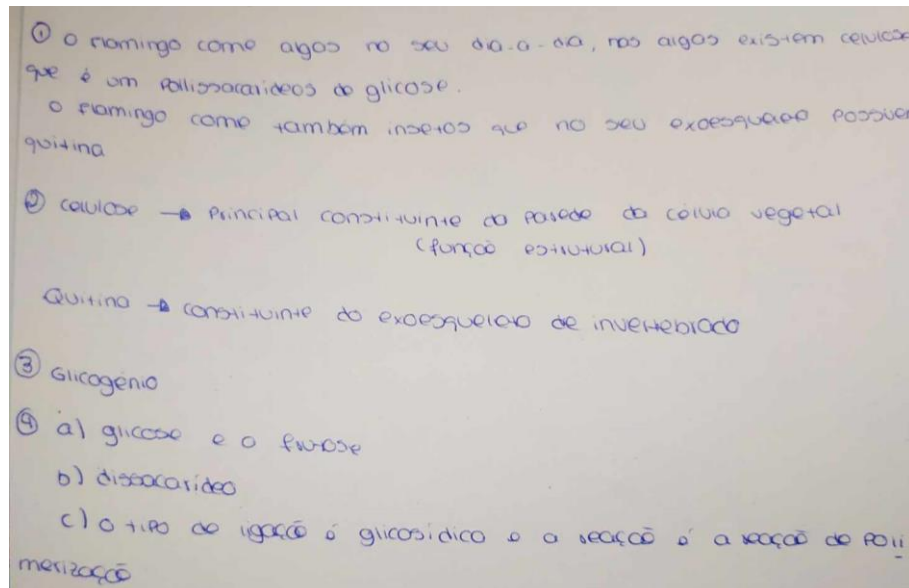 ① O flamingo come algas no seu dia-a-dia, nas algas existem celulose
que é um polissacarideos de glicose.
O flamingo come também insetos que no seu exoesqueleto possuem
quitina
② celulose → Principal constituinte da parede da célula vegetal
(função estrutural)
Quitina → constituinte do exoesqueleto de invertebrado
③ Glicogénio
④ a) glicose e a frutose
b) dissacarídeo
c) O tipo de ligação é glicosídica e a reação é a reação de poli
merização